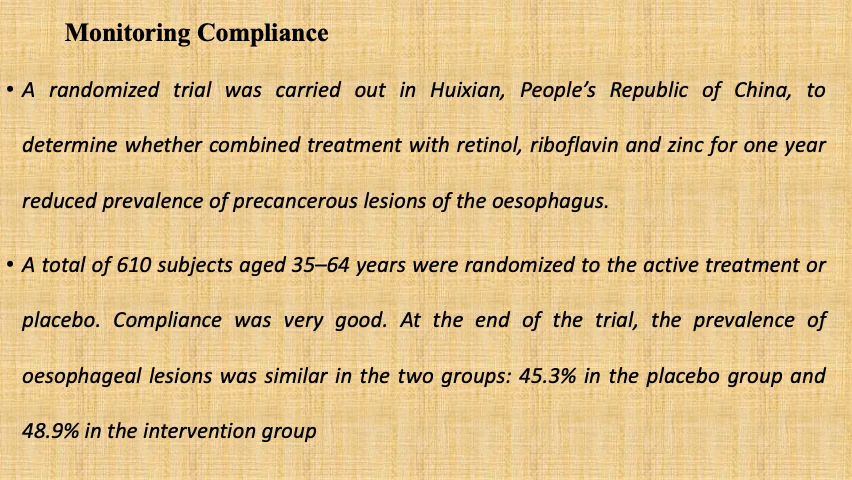 Monitoring Compliance
• A randomized trial was carried out in Huixian, People’s Republic of China, to
determine whether combined treatment with retinol, riboflavin and zinc for one year
reduced prevalence of precancerous lesions of the oesophagus.
• A total of 610 subjects aged 35–64 years were randomized to the active treatment or
placebo. Compliance was very good. At the end of the trial, the prevalence of
oesophageal lesions was similar in the two groups: 45.3% in the placebo group and
48.9% in the intervention group